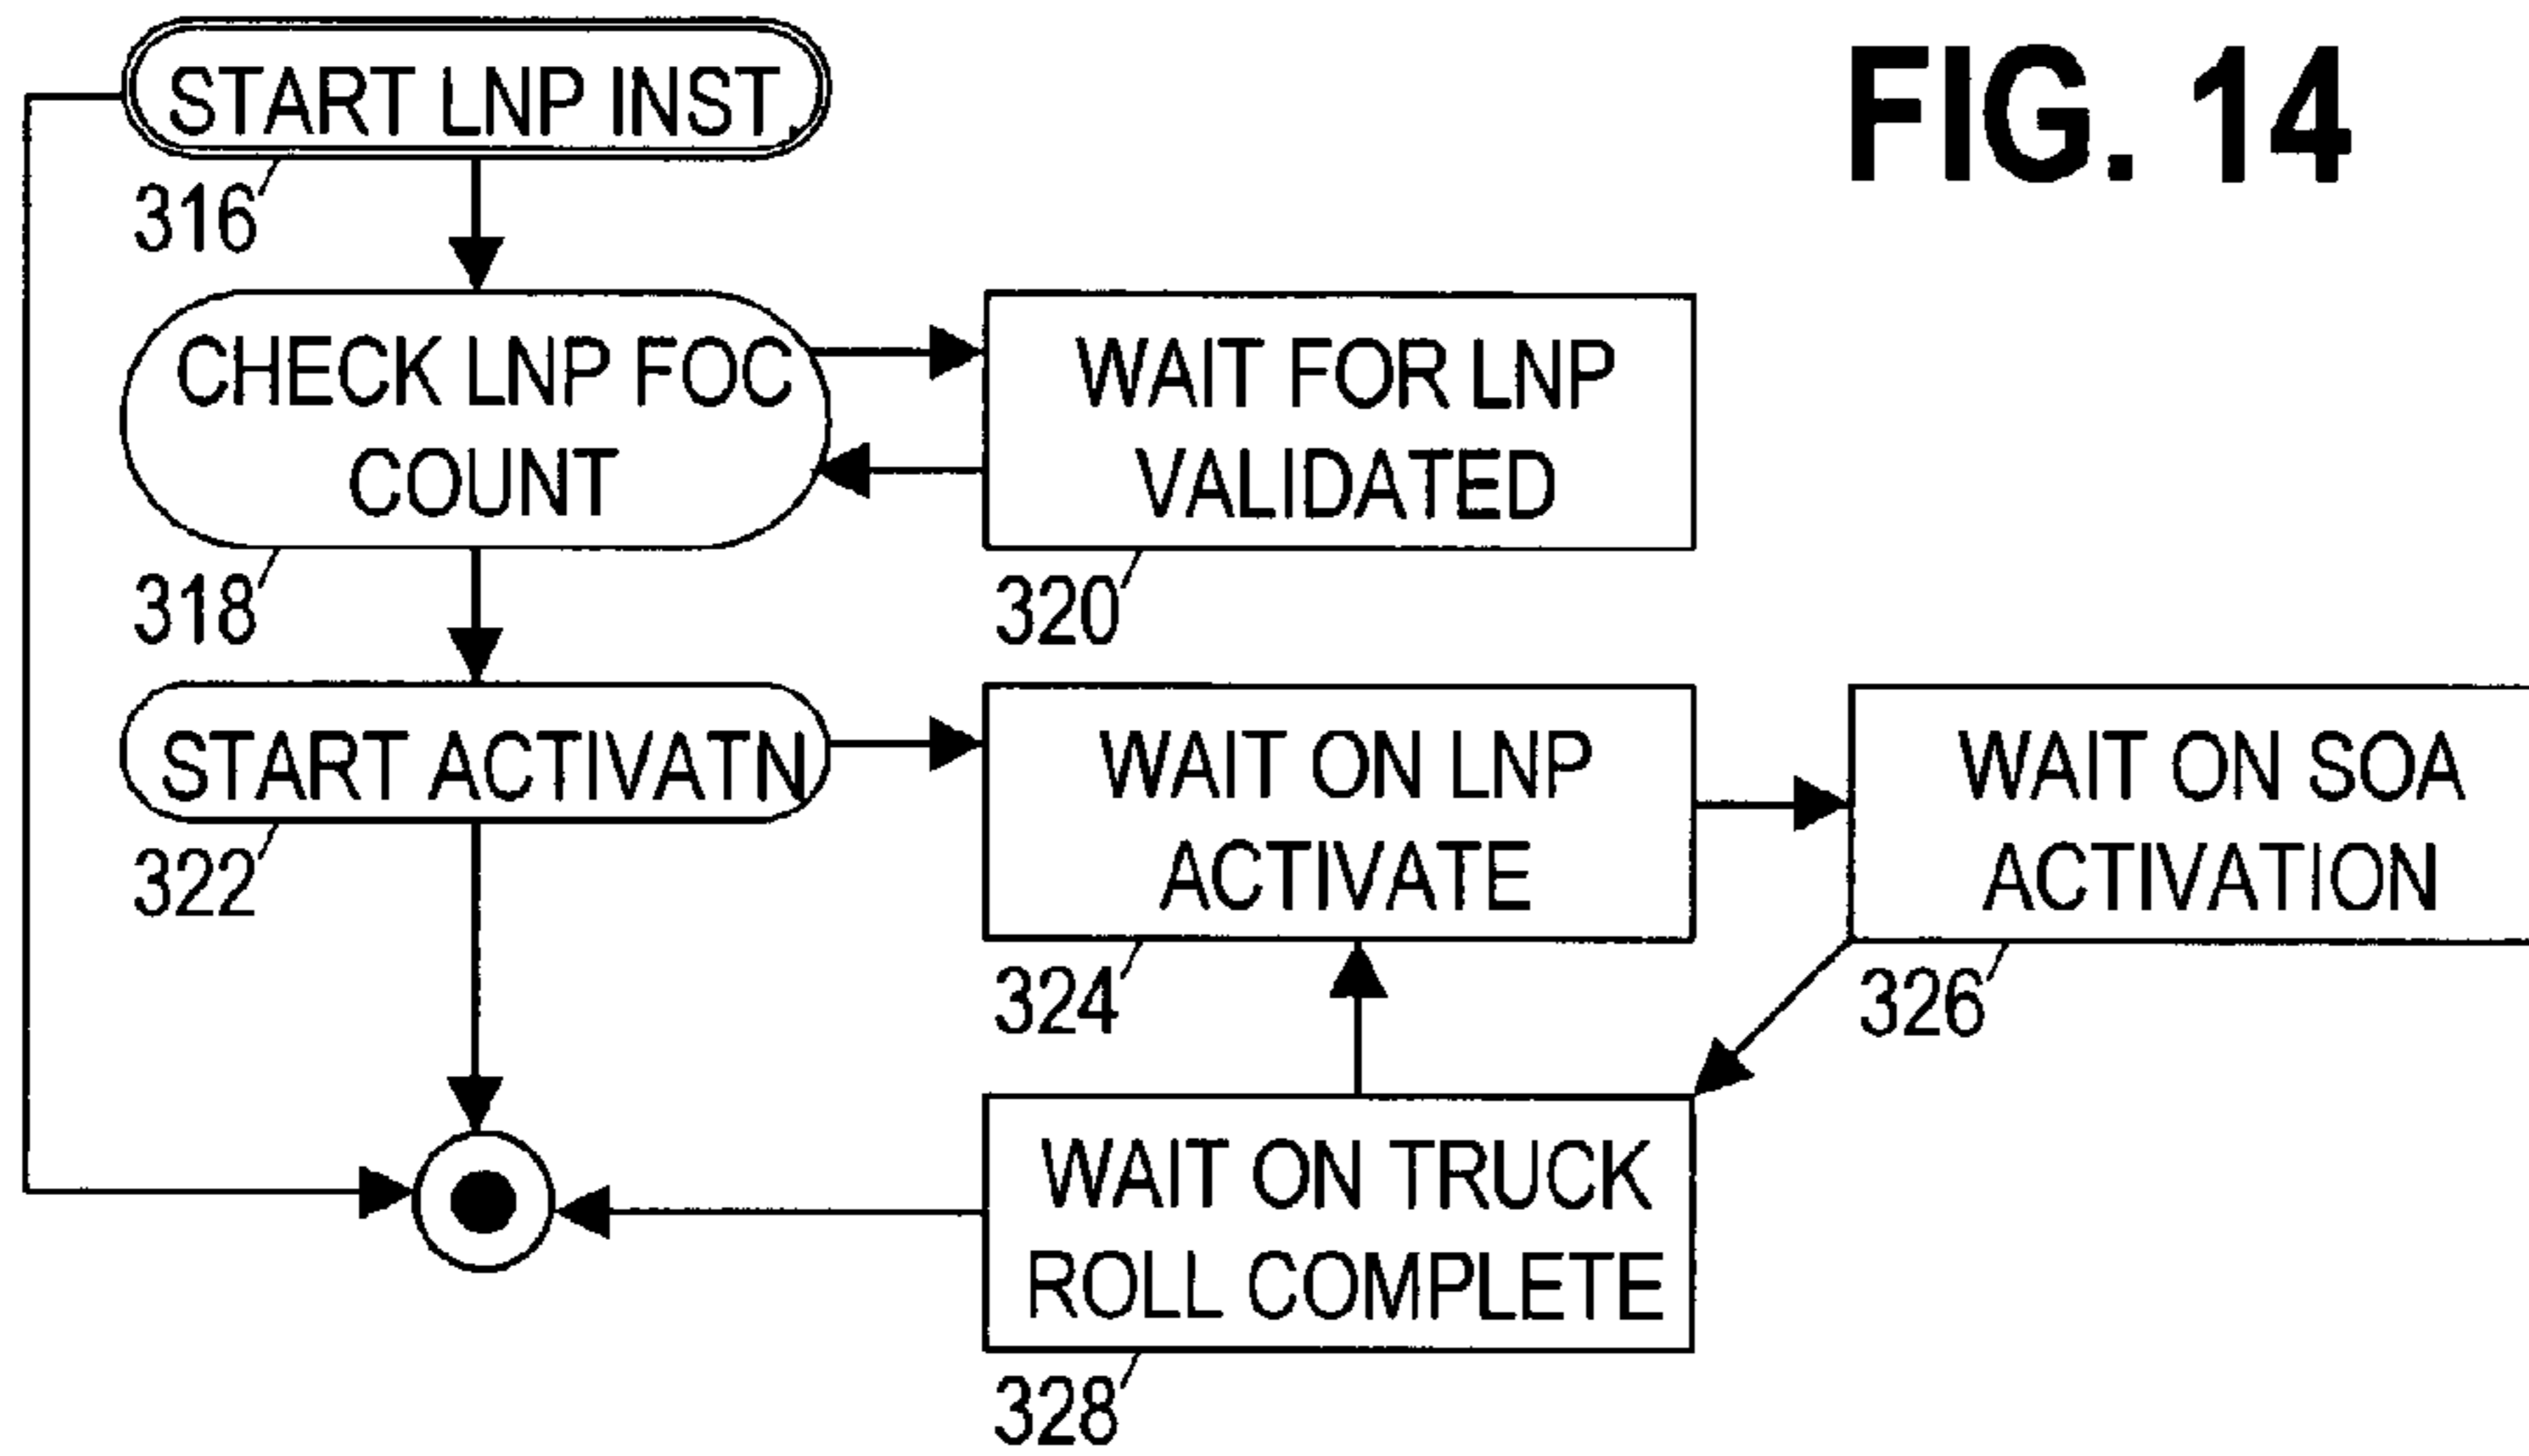 FIG. 14
START LNP INST
316
CHECK LNP FOC
COUNT
318
WAIT FOR LNP
VALIDATED
320
START ACTIVATN
322
WAIT ON LNP
ACTIVATE
324
WAIT ON SOA
ACTIVATION
326
WAIT ON TRUCK
ROLL COMPLETE
328